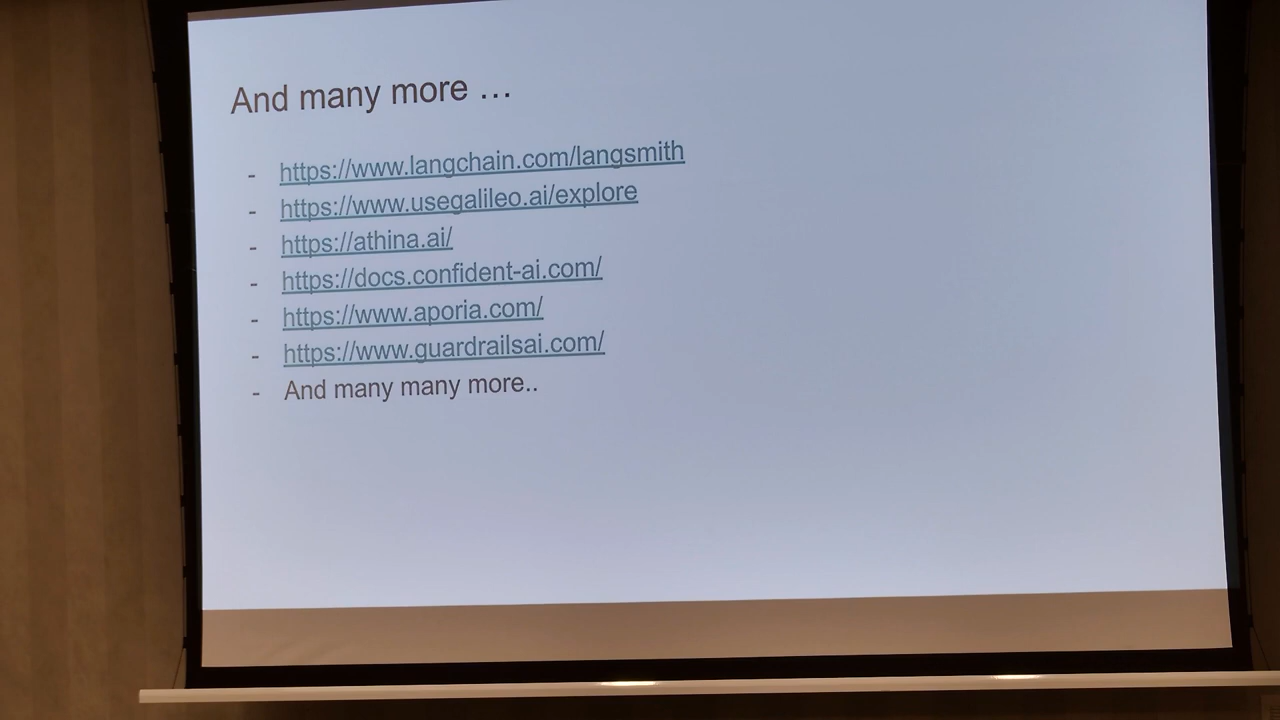 And many more …
- https://www.langchain.com/langsmith
- https://www.usegalileo.ai/explore
- https://athina.ai/
- https://docs.confident-ai.com/
- https://www.aporia.com/
- https://www.guardrailsai.com/
- And many many more..